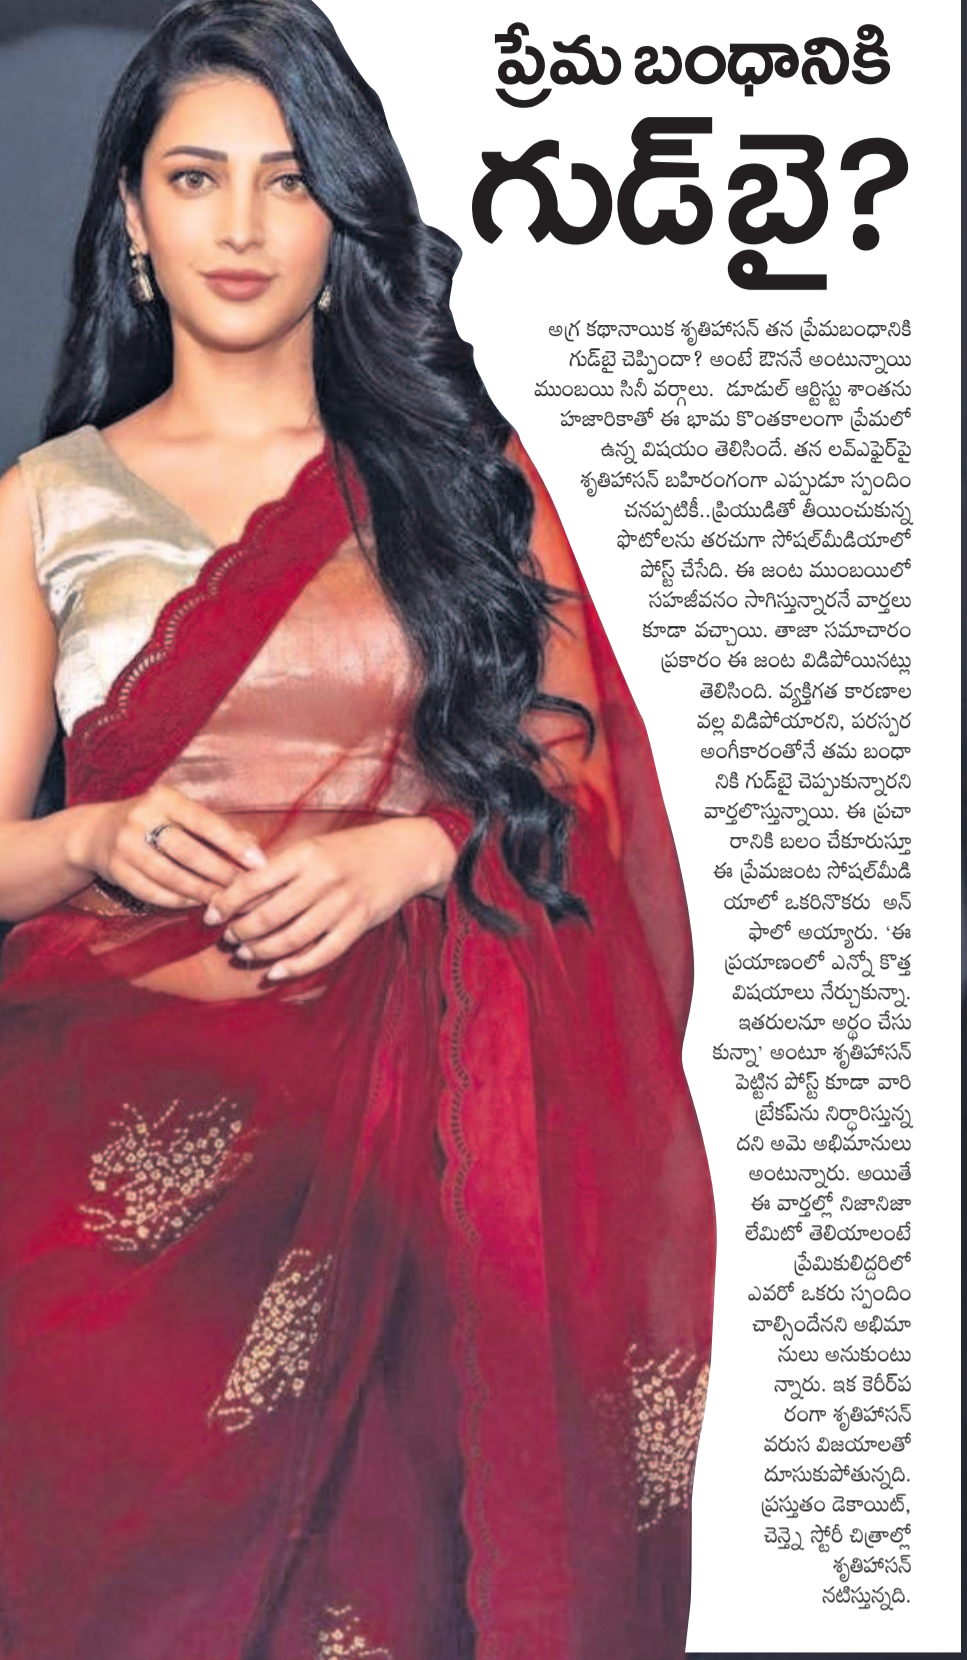 ప్రేమ బంధానికి
గుడ్‌బై?
అగ్ర కథానాయిక శృతిహాసన్ తన ప్రేమబంధానికి
గుడ్‌బై చెప్పిందా? అంటే ఔననే అంటున్నాయి
ముంబయి సినీ వర్గాలు. డూడుల్ ఆర్టిస్టు శాంతను
హజారికాతో ఈ భామ కొంతకాలంగా ప్రేమలో
ఉన్న విషయం తెలిసిందే. తన లవ్ఎఫైర్‌పై
శృతిహాసన్ బహిరంగంగా ఎప్పుడూ స్పందిం
చనప్పటికీ..ప్రియుడితో తీయించుకున్న
ఫొటోలను తరచుగా సోషల్‌మీడియాలో
పోస్ట్ చేసేది. ఈ జంట ముంబయిలో
సహజీవనం సాగిస్తున్నారనే వార్తలు
కూడా వచ్చాయి. తాజా సమాచారం
ప్రకారం ఈ జంట విడిపోయినట్లు
తెలిసింది. వ్యక్తిగత కారణాల
వల్ల విడిపోయారని, పరస్పర
అంగీకారంతోనే తమ బంధా
నికి గుడ్‌బై చెప్పుకున్నారని
వార్తలొస్తున్నాయి. ఈ ప్రచా
రానికి బలం చేకూరుస్తూ
ఈ ప్రేమజంట సోషల్‌మీడి
యాలో ఒకరినొకరు అన్
ఫాలో అయ్యారు. ‘ఈ
ప్రయాణంలో ఎన్నో కొత్త
విషయాలు నేర్చుకున్నా.
ఇతరులనూ అర్థం చేసు
కున్నా’ అంటూ శృతిహాసన్
పెట్టిన పోస్ట్ కూడా వారి
బ్రేకప్‌ను నిర్ధారిస్తున్న
దని అమె అభిమానులు
అంటున్నారు. అయితే
ఈ వార్తల్లో నిజానిజా
లేమిటో తెలియాలంటే
ప్రేమికులిద్దరిలో
ఎవరో ఒకరు స్పందిం
చాల్సిందేనని అభిమా
నులు అనుకుంటు
న్నారు. ఇక కెరీర్‌ప
రంగా శృతిహాసన్
వరుస విజయాలతో
దూసుకుపోతున్నది.
ప్రస్తుతం డెకాయిట్,
చెన్నై స్టోరీ చిత్రాల్లో
శృతిహాసన్
నటిస్తున్నది.